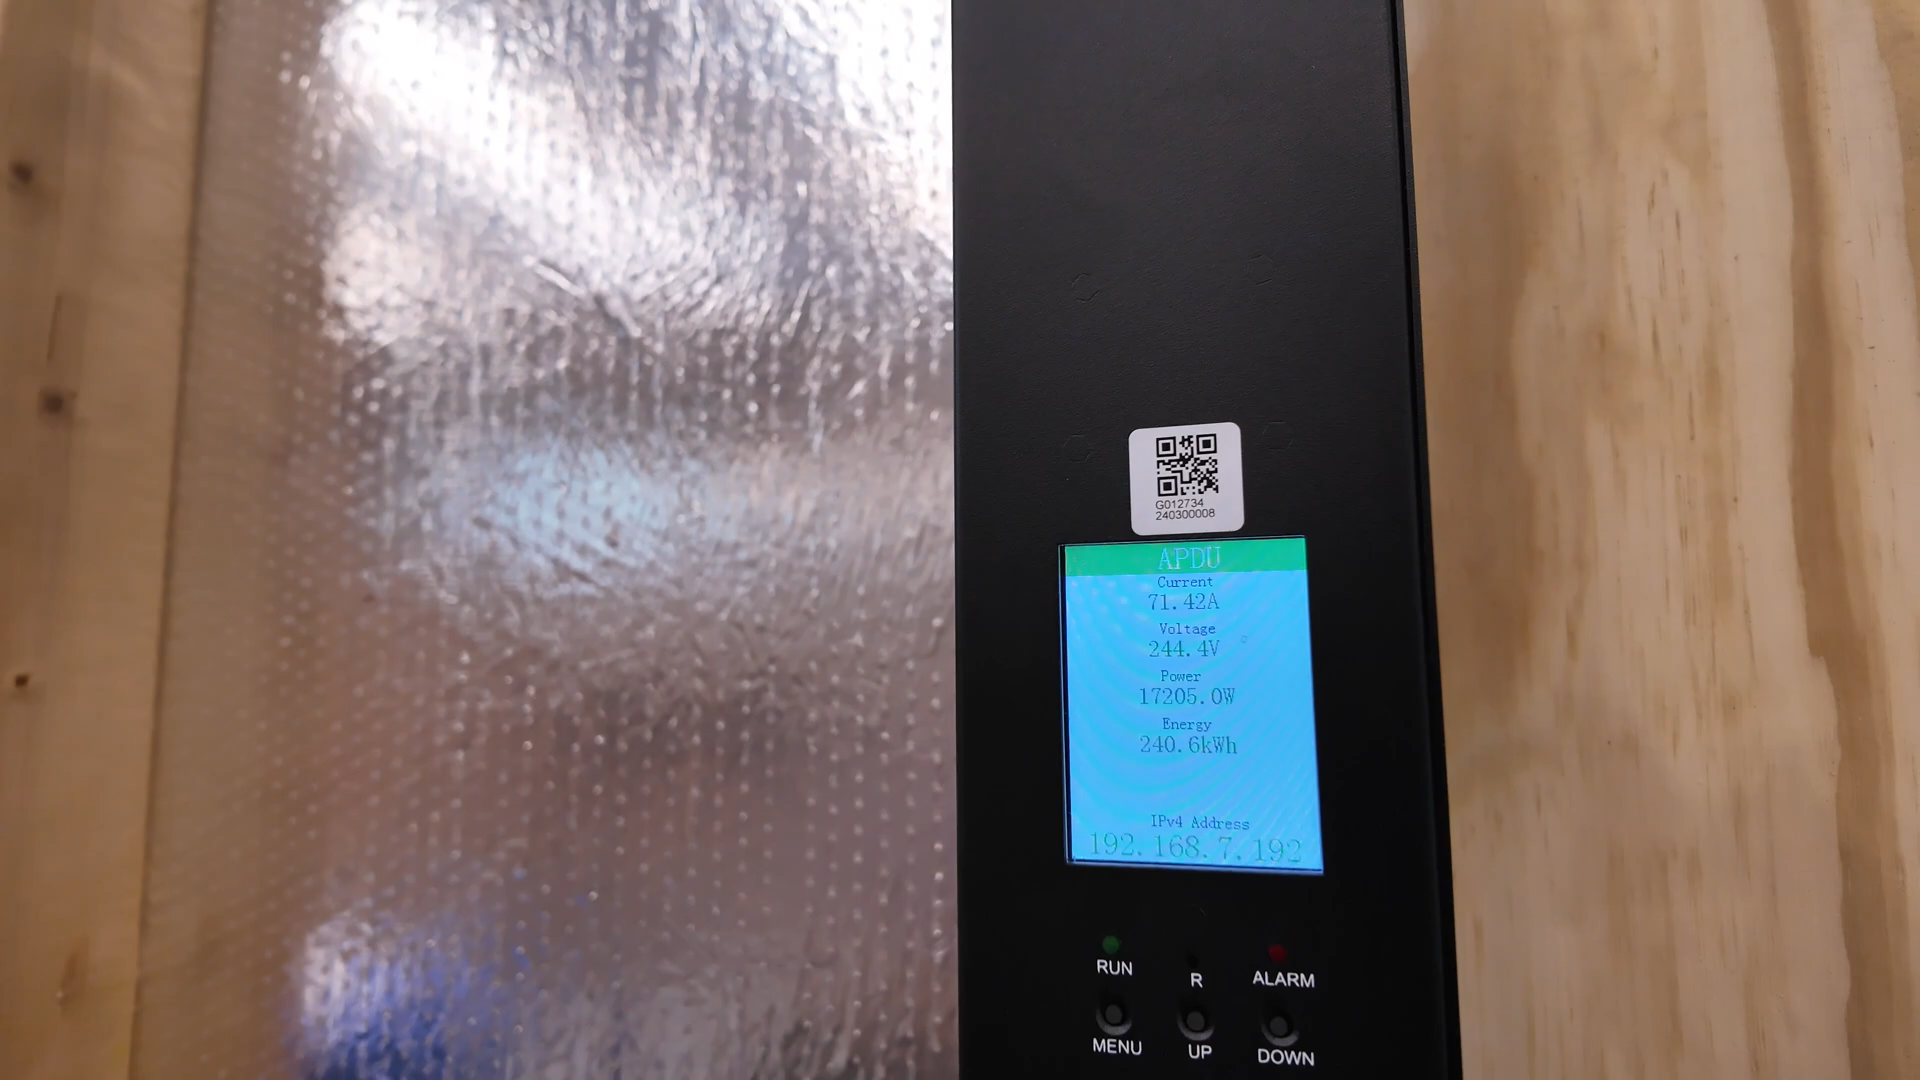 G012734
240300008
APDU
Current
71.42A
Voltage
244.4V
Power
17205.0W
Energy
240.6kWh
IPv4 Address
192.168.7.192
RUN
R
ALARM
MENU
UP
DOWN